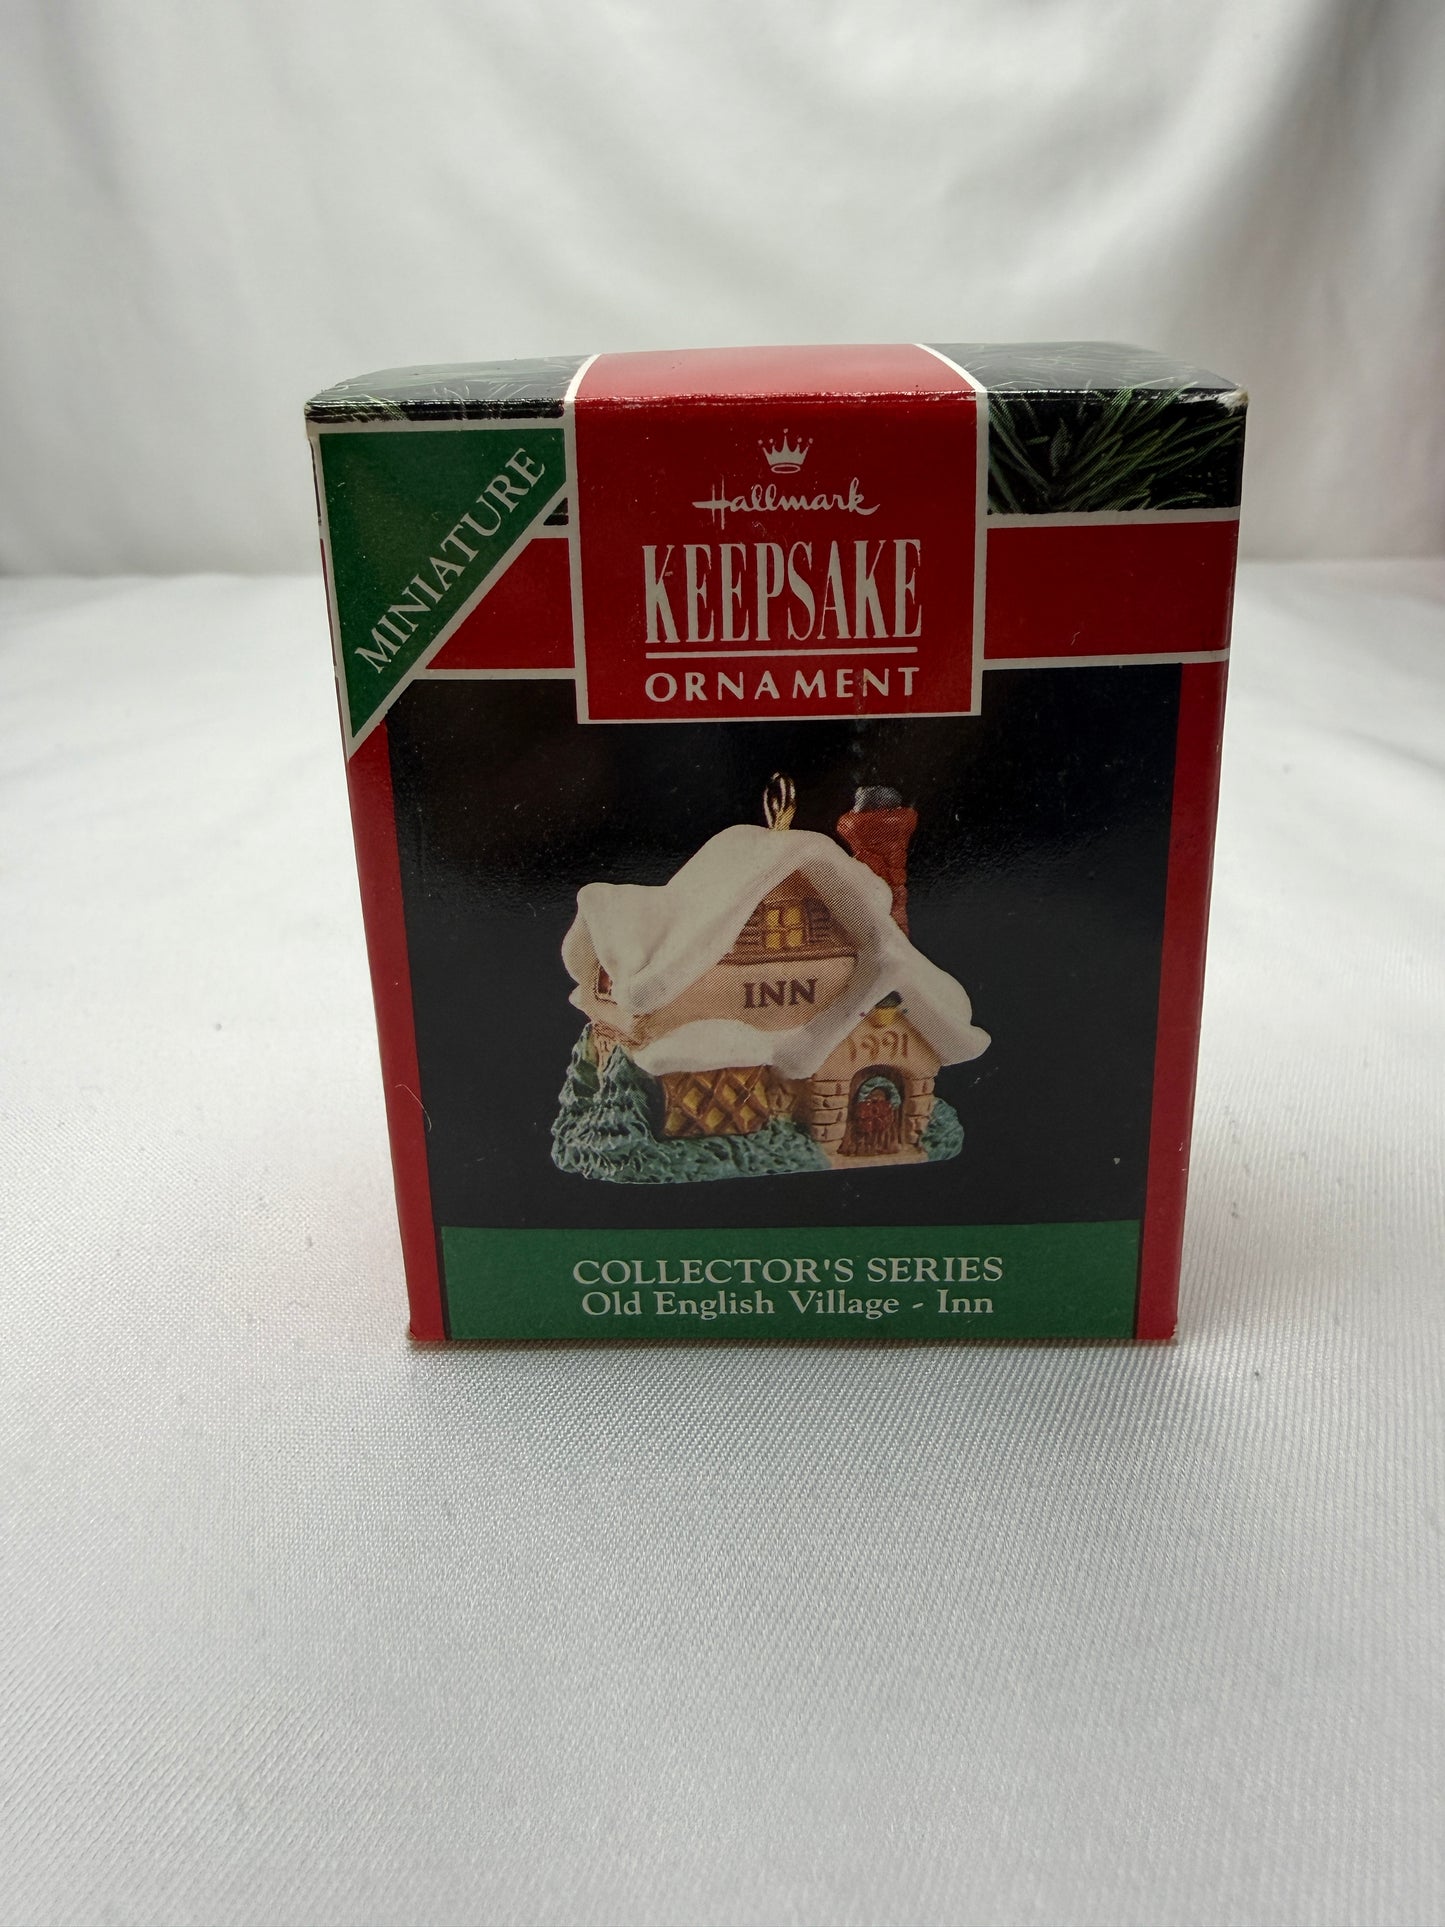 MINIATURE
Hallmark
KEEPSAKE
ORNAMENT
INN
1991
COLLECTOR'S SERIES
Old English Village - Inn